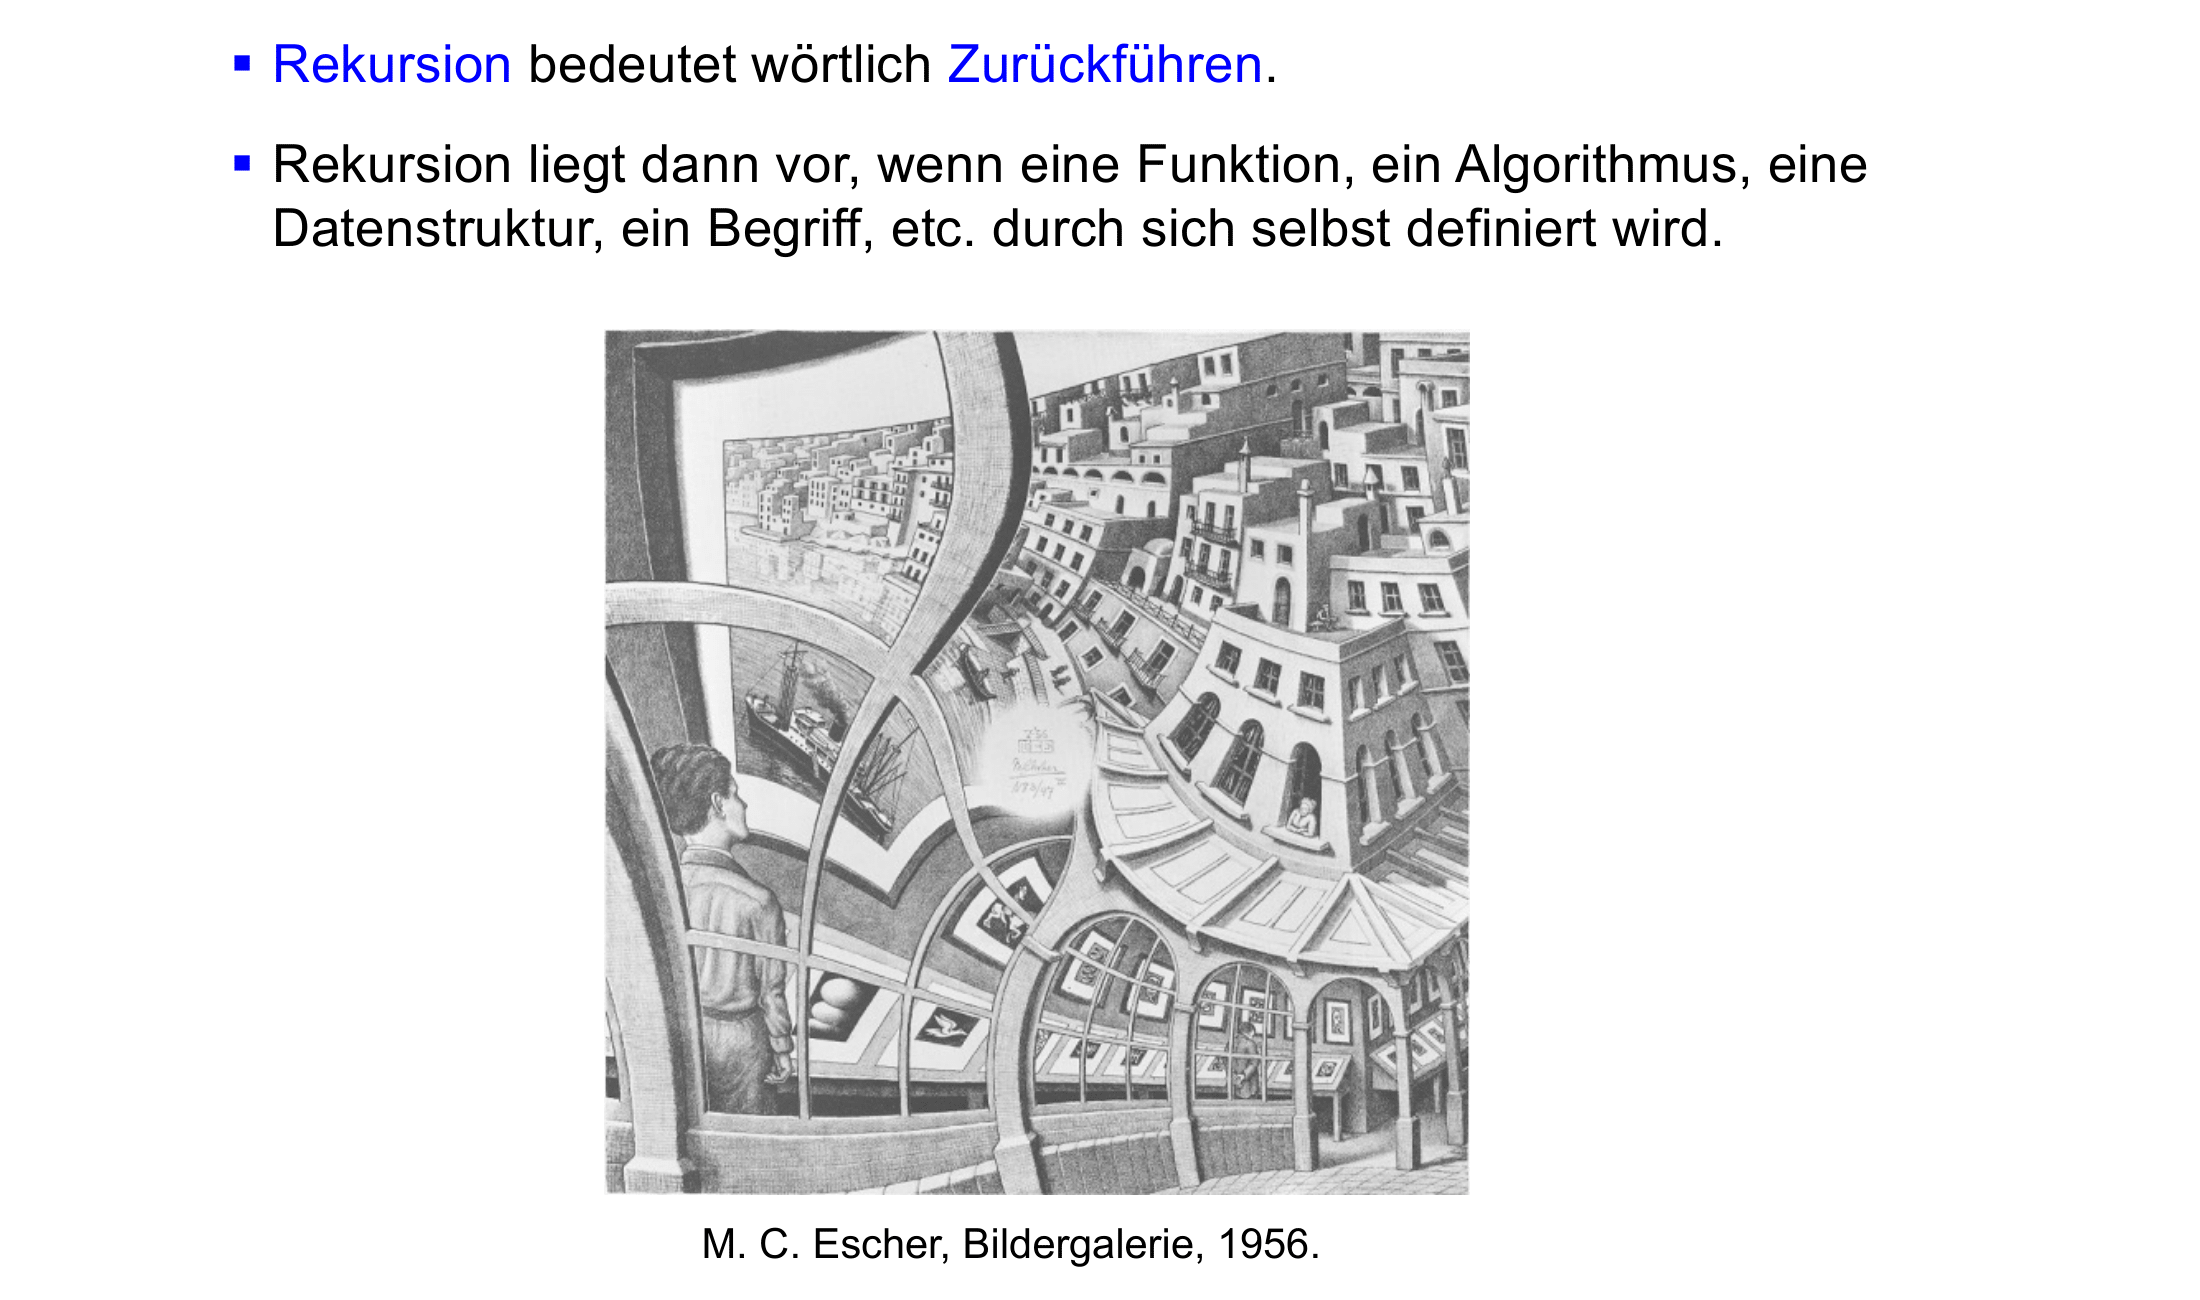 ▪ Rekursion bedeutet wörtlich Zurückführen.
▪ Rekursion liegt dann vor, wenn eine Funktion, ein Algorithmus, eine
Datenstruktur, ein Begriff, etc. durch sich selbst definiert wird.
M. C. Escher, Bildergalerie, 1956.